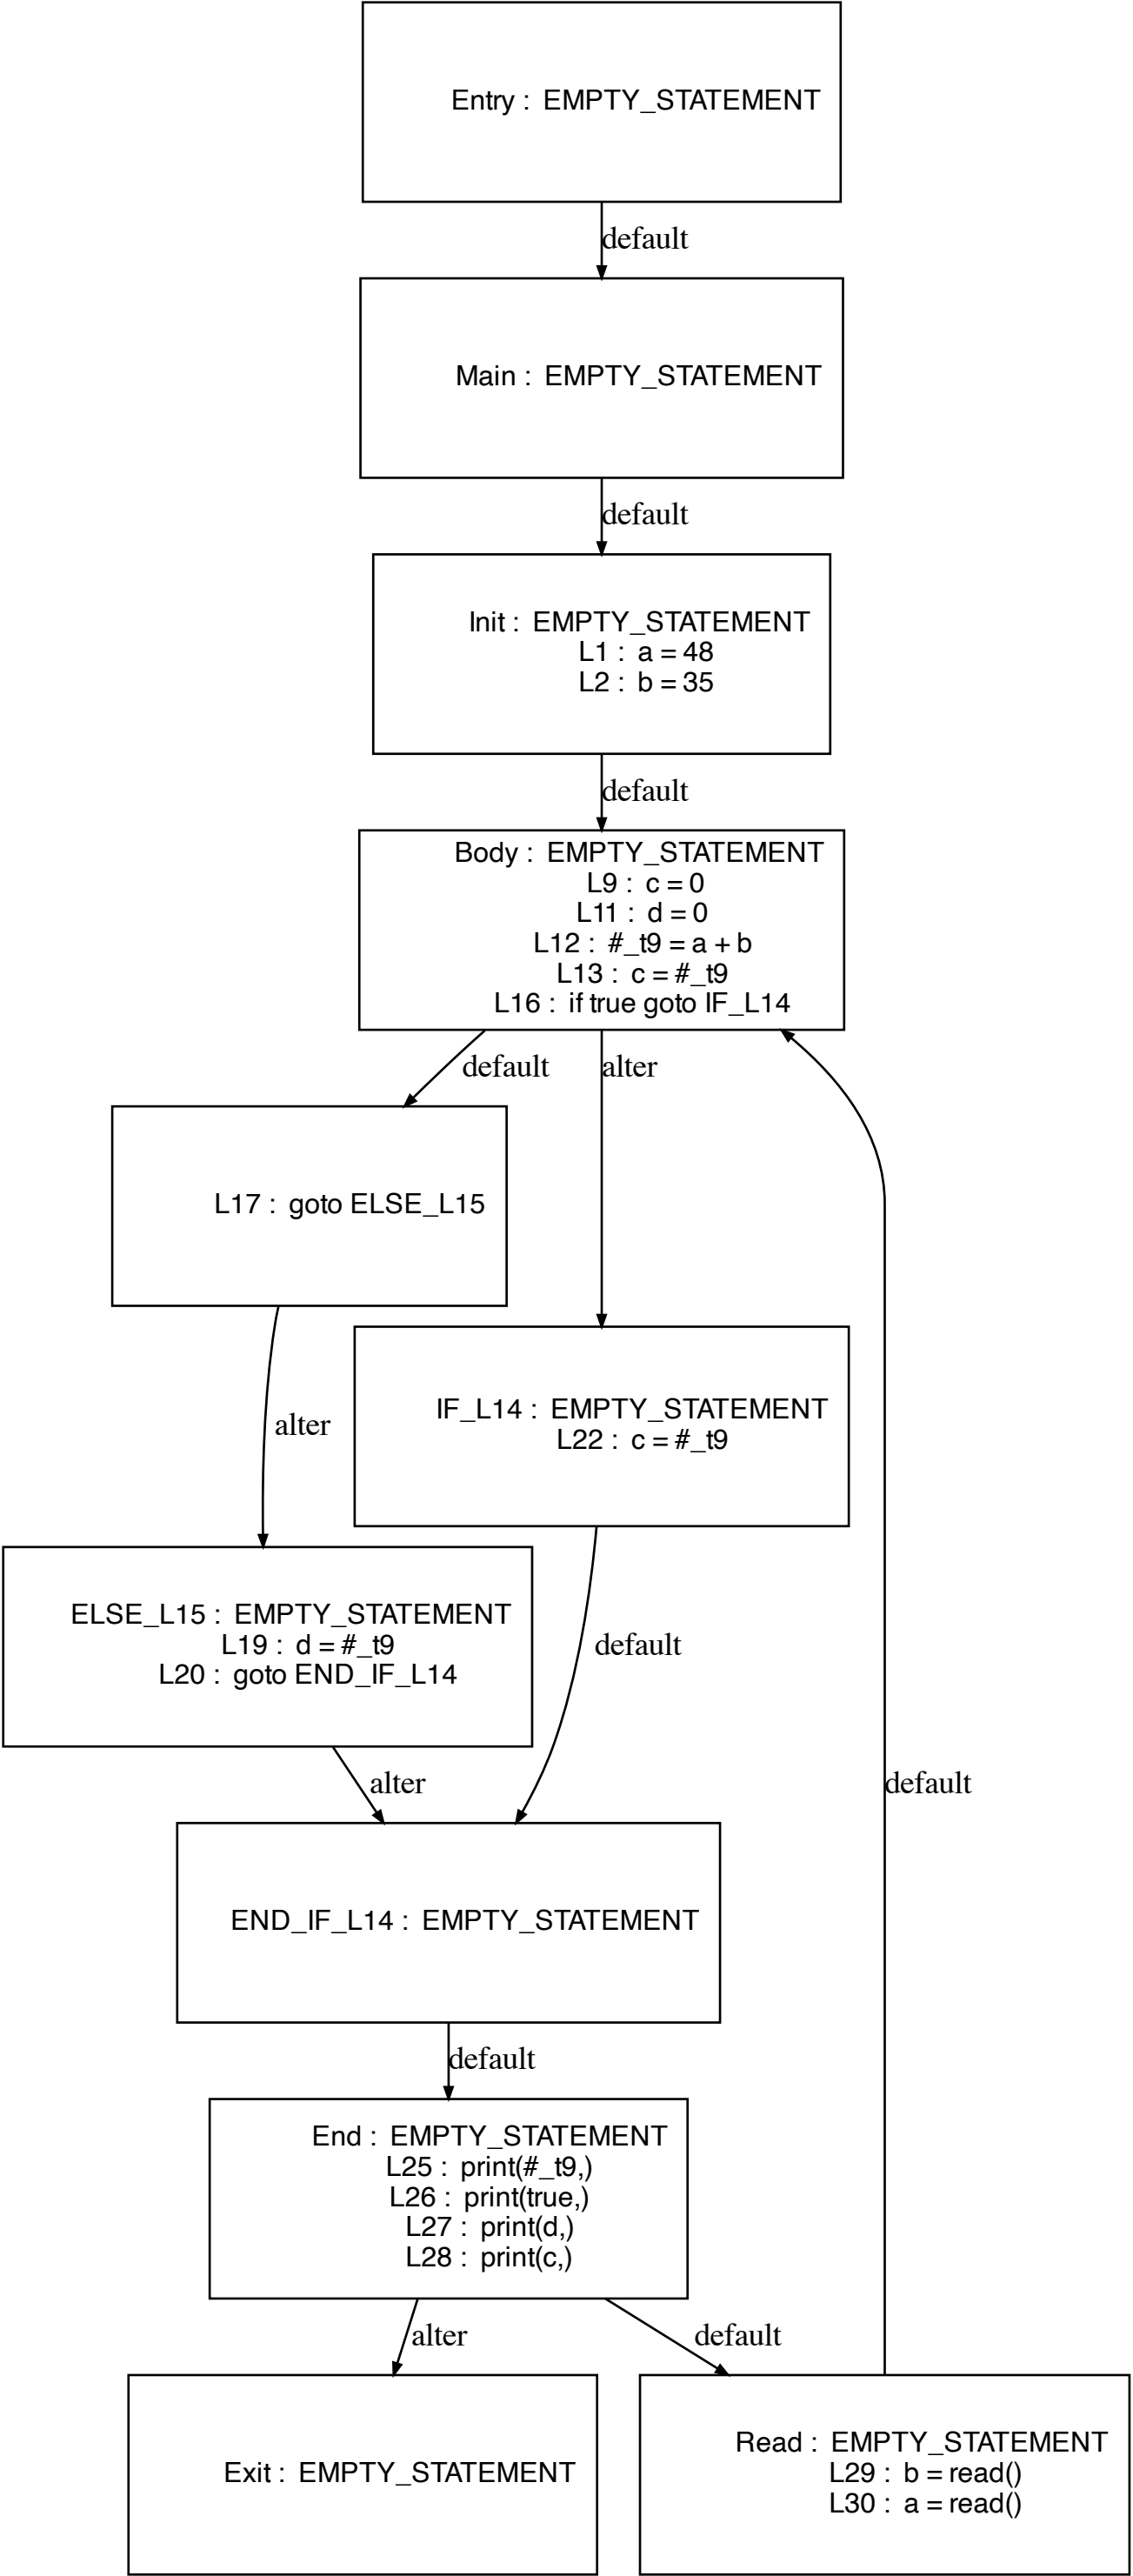 Entry :  EMPTY_STATEMENT
default
Main :  EMPTY_STATEMENT
default
Init :  EMPTY_STATEMENT
L1 :  a = 48
L2 :  b = 35
default
Body :  EMPTY_STATEMENT
L9 :  c = 0
L11 :  d = 0
L12 :  #_t9 = a + b
L13 :  c = #_t9
L16 :  if true goto IF_L14
default
alter
L17 :  goto ELSE_L15
alter
IF_L14 :  EMPTY_STATEMENT
L22 :  c = #_t9
ELSE_L15 :  EMPTY_STATEMENT
L19 :  d = #_t9
L20 :  goto END_IF_L14
default
alter
default
END_IF_L14 :  EMPTY_STATEMENT
default
End :  EMPTY_STATEMENT
L25 :  print(#_t9,)
L26 :  print(true,)
L27 :  print(d,)
L28 :  print(c,)
alter
default
Exit :  EMPTY_STATEMENT
Read :  EMPTY_STATEMENT
L29 :  b = read()
L30 :  a = read()